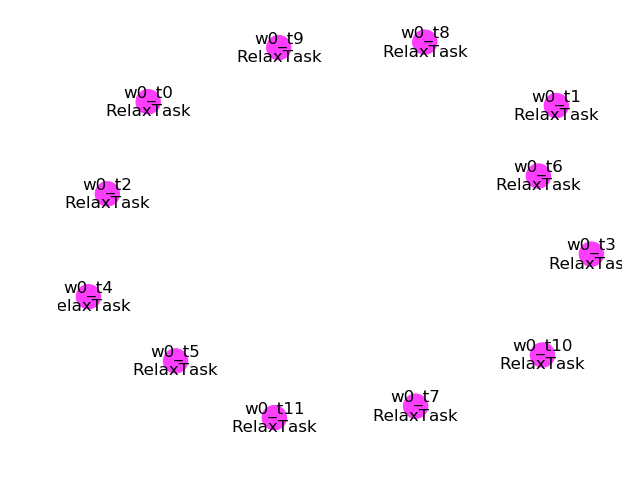 w0_t9
RelaxTask
w0_t8
RelaxTask
w0_t0
RelaxTask
w0_t1
RelaxTask
w0_t6
RelaxTask
w0_t2
RelaxTask
w0_t3
RelaxTas
w0_t4
elaxTask
w0_t5
RelaxTask
w0_t10
RelaxTask
w0_t11
RelaxTask
w0_t7
RelaxTask